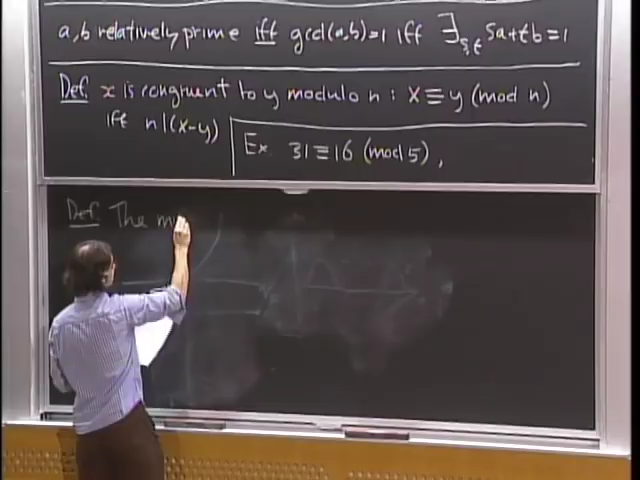 a,b relatively prime iff gcd(a,b)=1 iff ∃s,t sa+tb=1
Def: x is congruent to y modulo n: x≡y (mod n)
iff n|(x-y)
Ex 31≡16 (mod 5),
Def: The m